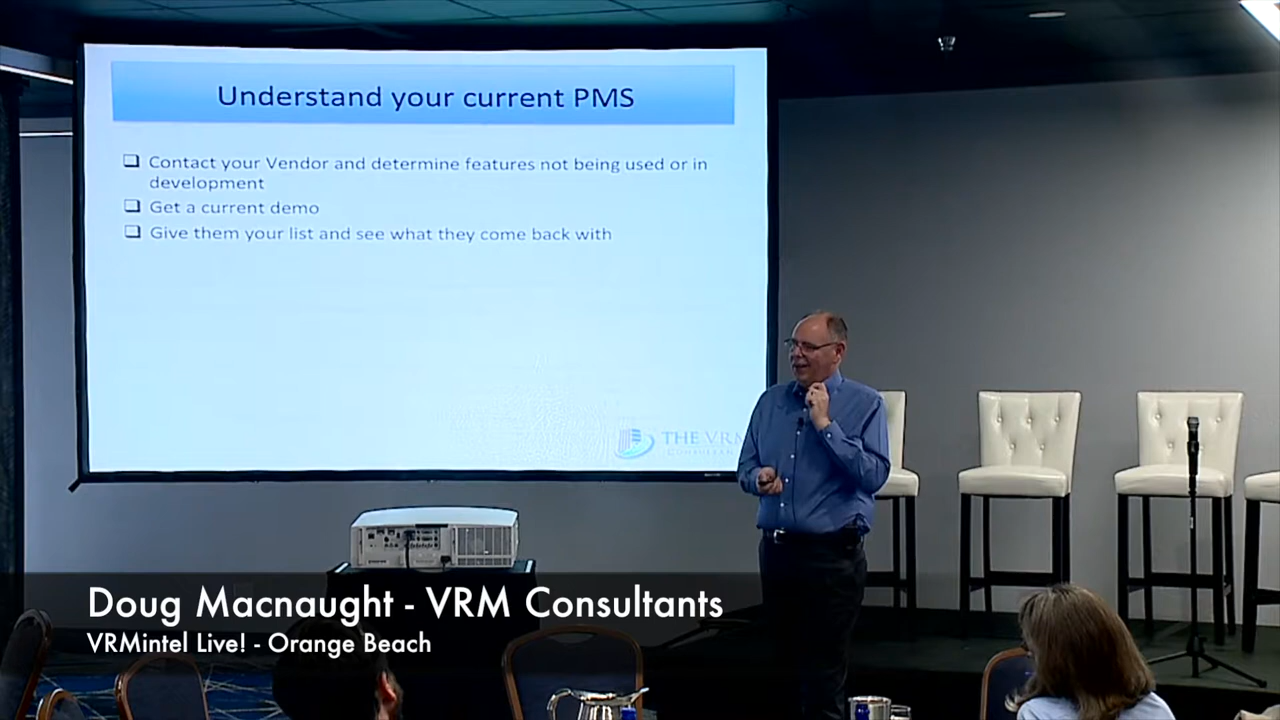 Understand your current PMS
Contact your Vendor and determine features not being used or in
development
Get a current demo
Give them your list and see what they come back with
THE VRM
Doug Macnaught - VRM Consultants
VRMintel Live! - Orange Beach